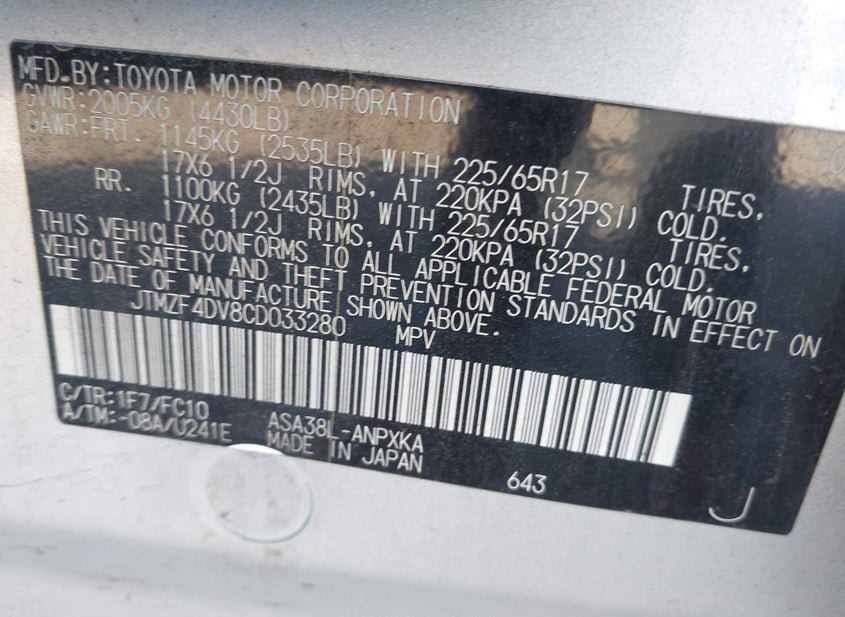 MFD.BY:TOYOTA MOTOR CORPORATION
GVWR:2005KG (4430LB)
GAWR:FRT. 1145KG (2535LB) WITH 225/65R17 TIRES,
17X6 1/2J RIMS, AT 220KPA (32PSI) COLD.
RR. 1100KG (2435LB) WITH 225/65R17 TIRES,
17X6 1/2J RIMS, AT 220KPA (32PSI) COLD.
THIS VEHICLE CONFORMS TO ALL APPLICABLE FEDERAL MOTOR
VEHICLE SAFETY AND THEFT PREVENTION STANDARDS IN EFFECT ON
THE DATE OF MANUFACTURE SHOWN ABOVE.
JTMZF4DV8CD033280 MPV
C/TR:1F7/FC10
A/TM:-08A/U241E
ASA38L-ANPXKA
MADE IN JAPAN
643
J